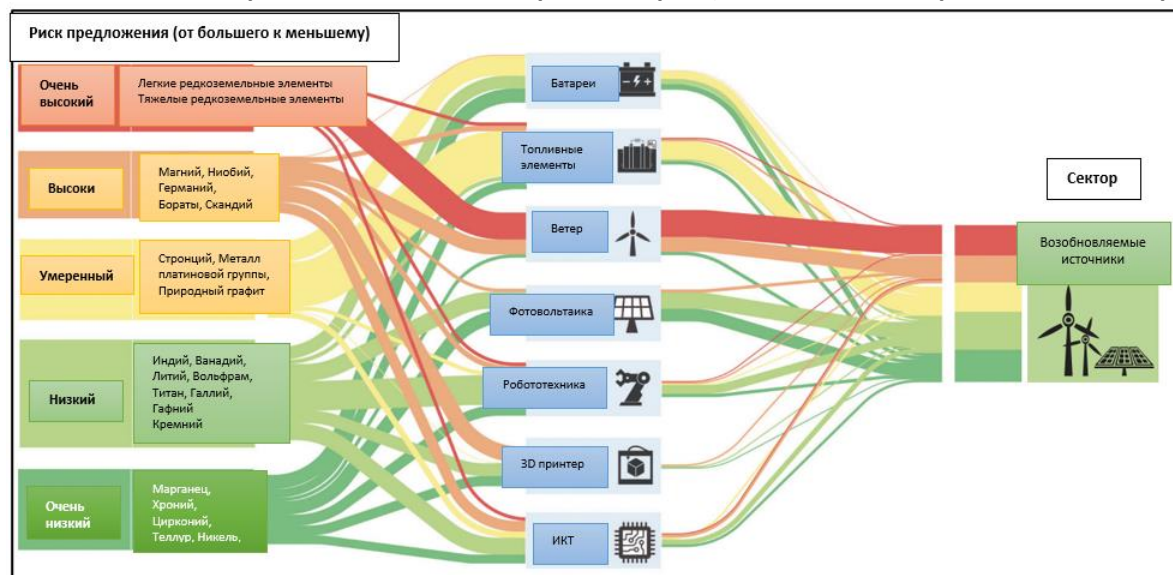 Риск предложения (от большего к меньшему)
Очень
высокий
Легкие редкоземельные элементы
Тяжелые редкоземельные элементы
Высоки
Магний, Ниобий,
Германий,
Бораты, Скандий
Умеренный
Стронций, Металл
платиновой группы,
Природный графит
Низкий
Индий, Ванадий,
Литий, Вольфрам,
Титан, Галлий,
Гафний
Кремний
Очень
низкий
Марганец,
Хроний,
Цирконий,
Теллур, Никель,
Батареи
Топливные
элементы
Ветер
Фотовольтаика
Робототехника
3D принтер
ИКТ
Сектор
Возобновляемые
источники